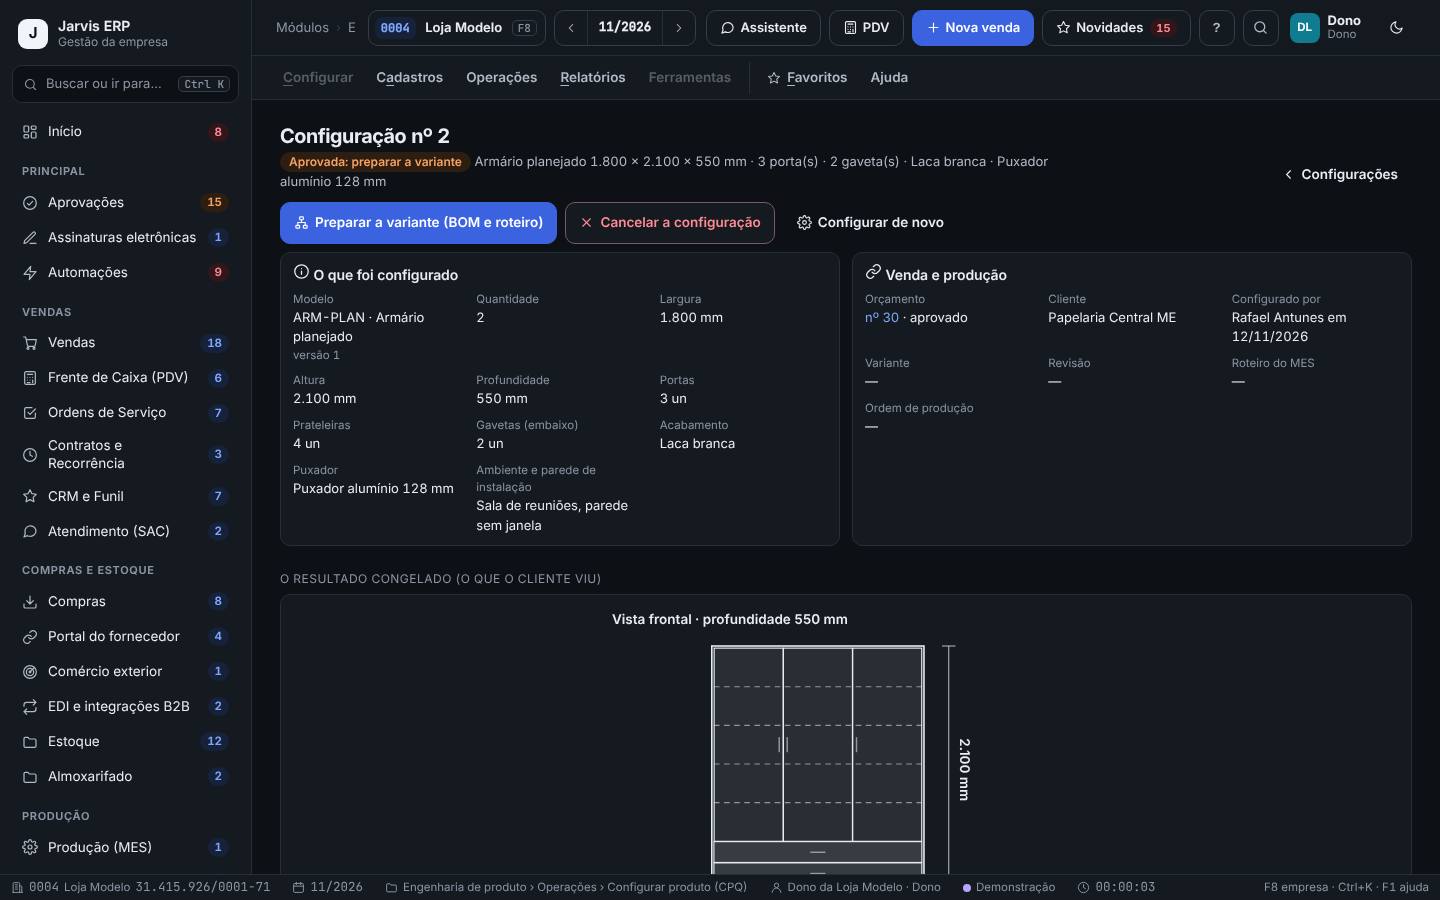 J
Jarvis ERP
Gestão da empresa
Buscar ou ir para...
Ctrl K
Início
8
PRINCIPAL
Aprovações
15
Assinaturas eletrônicas
1
Automações
9
VENDAS
Vendas
18
Frente de Caixa (PDV)
6
Ordens de Serviço
7
Contratos e
Recorrência
3
CRM e Funil
7
Atendimento (SAC)
2
COMPRAS E ESTOQUE
Compras
8
Portal do fornecedor
4
Comércio exterior
1
EDI e integrações B2B
2
Estoque
12
Almoxarifado
2
PRODUÇÃO
Produção (MES)
1
Módulos › E
0004 Loja Modelo F8
‹ 11/2026 ›
Assistente
PDV
+ Nova venda
Novidades 15
?
DL
Dono
Dono
Configurar
Cadastros
Operações
Relatórios
Ferramentas
Favoritos
Ajuda
Configuração nº 2
Aprovada: preparar a variante Armário planejado 1.800 × 2.100 × 550 mm · 3 porta(s) · 2 gaveta(s) · Laca branca · Puxador
alumínio 128 mm
‹ Configurações
Preparar a variante (BOM e roteiro)
Cancelar a configuração
Configurar de novo
O que foi configurado
Modelo
ARM-PLAN · Armário
planejado
versão 1
Quantidade
2
Largura
1.800 mm
Altura
2.100 mm
Profundidade
550 mm
Portas
3 un
Prateleiras
4 un
Gavetas (embaixo)
2 un
Acabamento
Laca branca
Puxador
Puxador alumínio 128 mm
Ambiente e parede de
instalação
Sala de reuniões, parede
sem janela
Venda e produção
Orçamento
nº 30 · aprovado
Cliente
Papelaria Central ME
Configurado por
Rafael Antunes em
12/11/2026
Variante
—
Revisão
—
Roteiro do MES
—
Ordem de produção
—
O RESULTADO CONGELADO (O QUE O CLIENTE VIU)
Vista frontal · profundidade 550 mm
2.100 mm
0004 Loja Modelo 31.415.926/0001-71
11/2026
Engenharia de produto › Operações › Configurar produto (CPQ)
Dono da Loja Modelo · Dono
Demonstração
00:00:03
F8 empresa · Ctrl+K · F1 ajuda